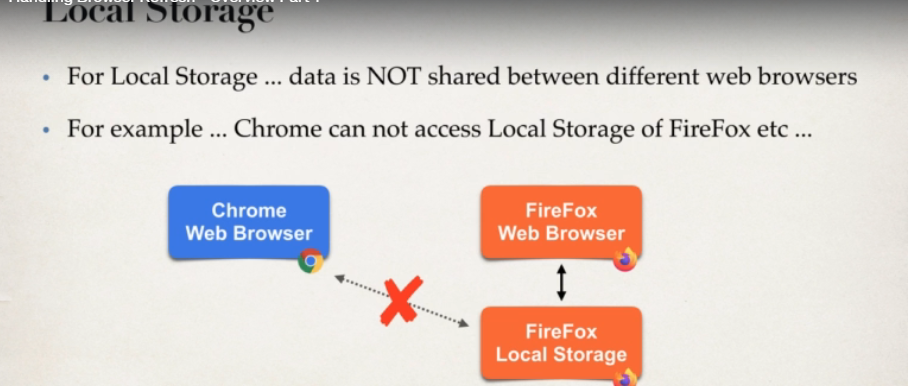 Handling Browser Refresh - Overview Part 1
Local Storage
• For Local Storage ... data is NOT shared between different web browsers
• For example ... Chrome can not access Local Storage of FireFox etc ...
Chrome
Web Browser
FireFox
Web Browser
FireFox
Local Storage